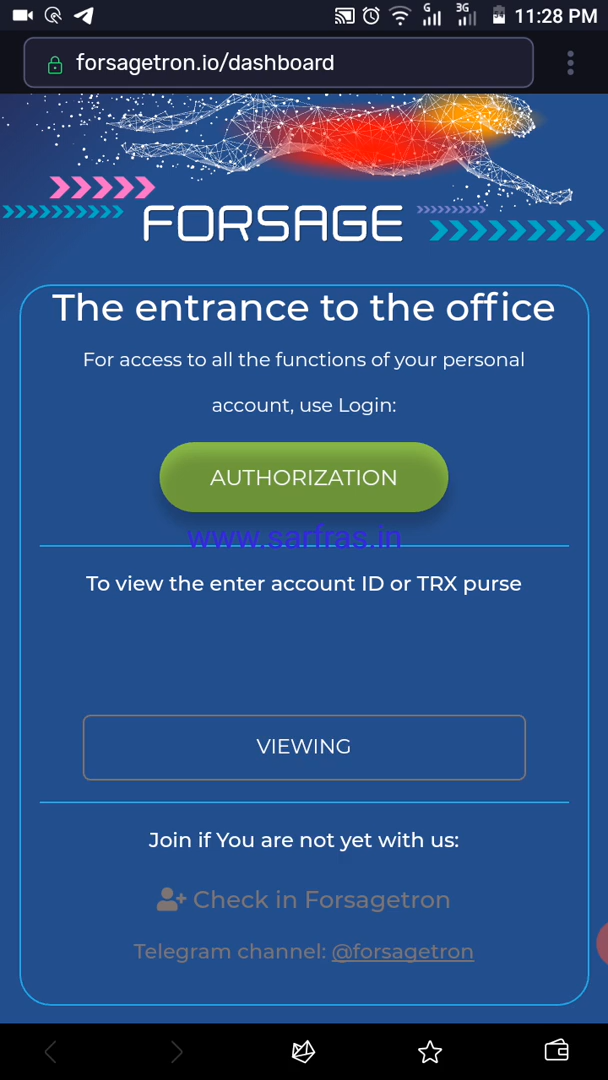 G
3G
11:28 PM
forsagetron.io/dashboard
FORSAGE
The entrance to the office
For access to all the functions of your personal
account, use Login:
AUTHORIZATION
www.sarfras.in
To view the enter account ID or TRX purse
VIEWING
Join if You are not yet with us:
Check in Forsagetron
Telegram channel: @forsagetron